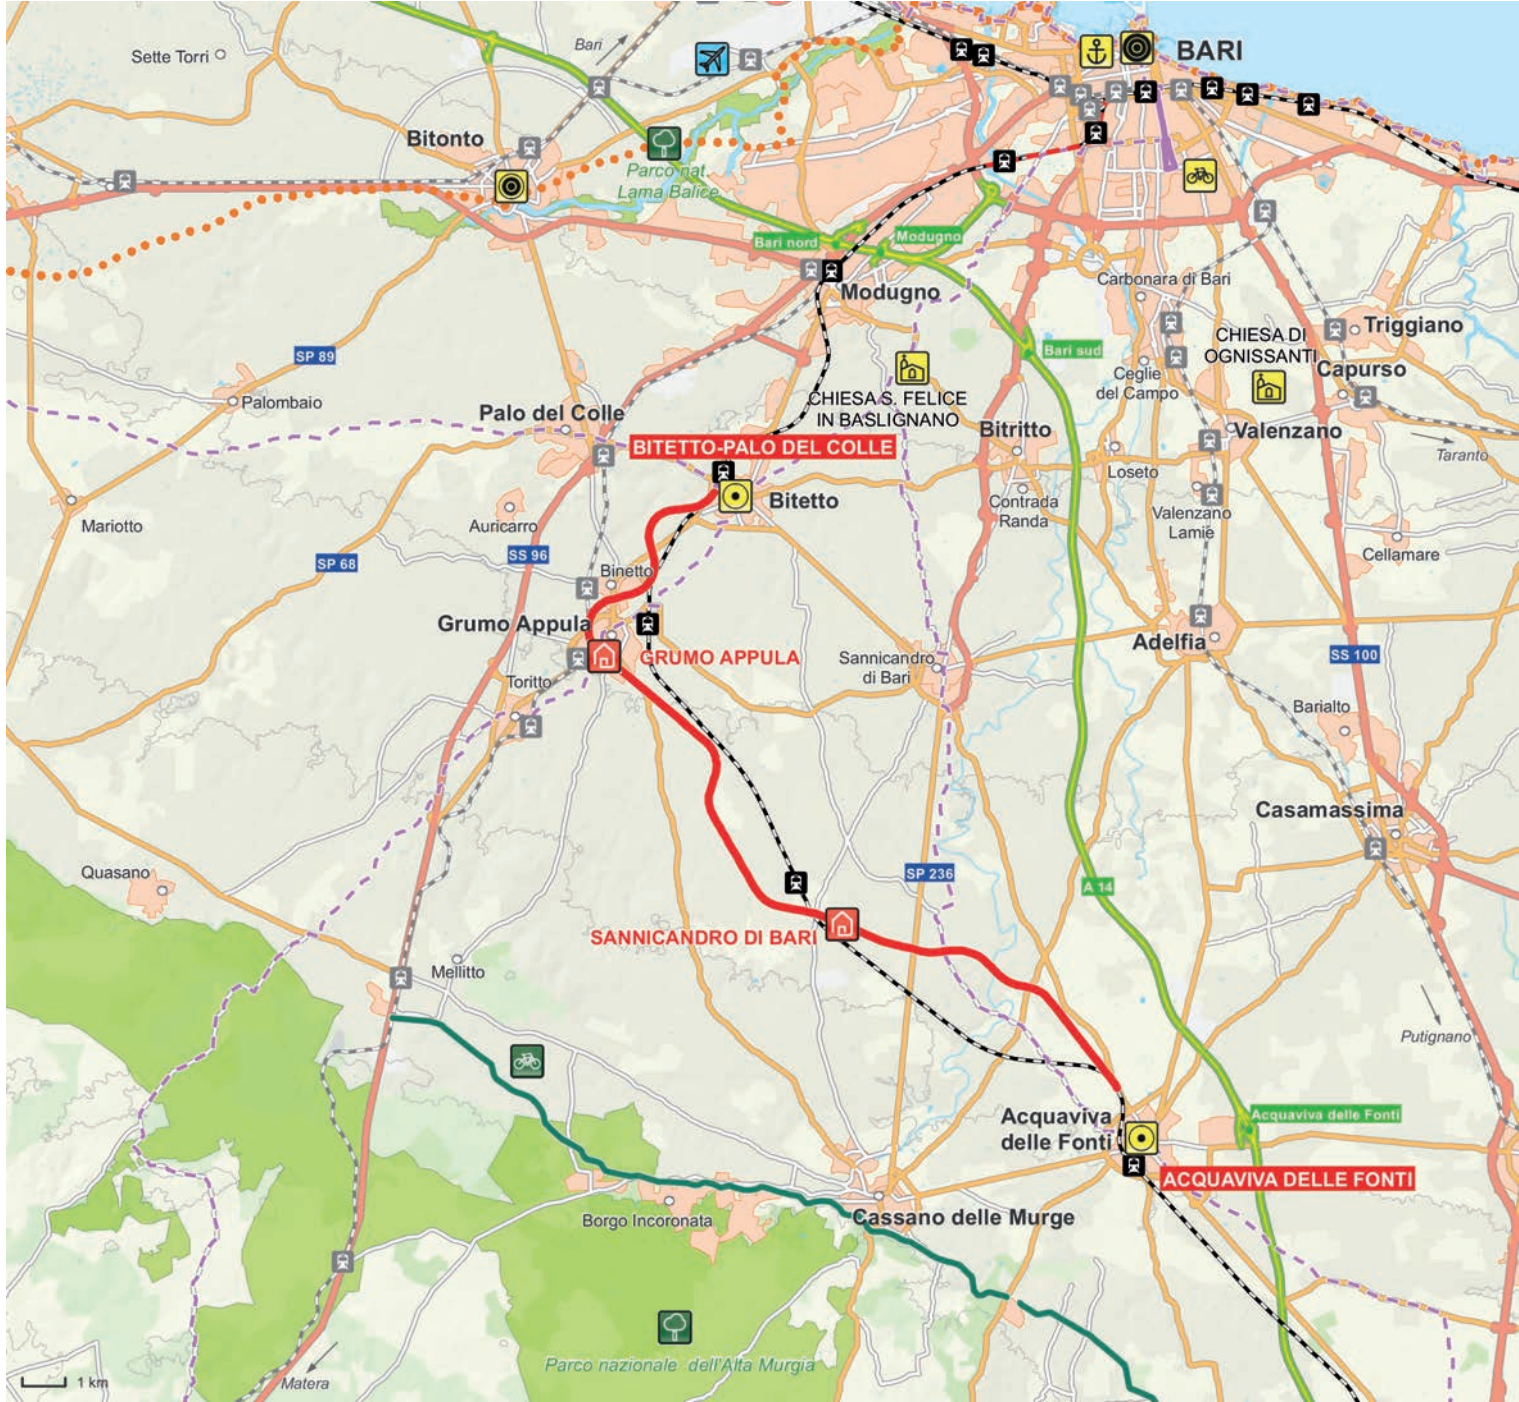 Bari
Sette Torri
BARI
Bitonto
Parco nat.
Lama Balice
Bari nord
Modugno
Carbonara di Bari
Modugno
Triggiano
CHIESA DI
OGNISSANTI
Bari sud
SP 89
Capurso
Ceglie
del Campo
CHIESA S. FELICE
IN BASLIGNANO
Palombaio
Palo del Colle
Bitritto
Valenzano
BITETTO-PALO DEL COLLE
Taranto
Loseto
Bitetto
Contrada
Randa
Valenzano
Lamie
Mariotto
Auricarro
SS 96
Cellamare
SP 68
Binetto
Grumo Appula
Adelfia
GRUMO APPULA
Sannicandro
di Bari
SS 100
Toritto
Barialto
Casamassima
Quasano
SP 236
A 14
SANNICANDRO DI BARI
Mellitto
Putignano
Acquaviva
delle Fonti
Acquaviva delle Fonti
ACQUAVIVA DELLE FONTI
Borgo Incoronata
Cassano delle Murge
Parco nazionale dell'Alta Murgia
1 km
Matera